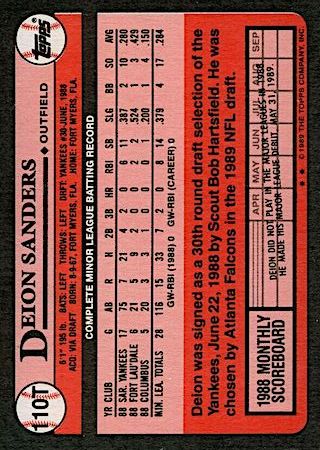 110T
DEION SANDERS ♦ OUTFIELD
TOPPS
6'1" 195 lb. BATS: LEFT THROWS: LEFT DRFT: YANKEES #30-JUNE, 1988
ACQ: VIA DRAFT BORN: 8-9-67, FORT MYERS, FLA. HOME: FORT MYERS, FLA.
COMPLETE MINOR LEAGUE BATTING RECORD
YR CLUB G AB R H 2B 3B HR RBI SB SLG BB SO AVG
88 SAR. YANKEES 17 75 7 21 4 2 0 6 11 .387 2 10 .280
88 FORT LAU'DALE 6 21 5 9 2 0 0 2 2 .524 1 3 .429
88 COLUMBUS 5 20 3 3 1 0 0 0 1 .200 1 4 .150
MIN. LEA. TOTALS 28 116 15 33 7 2 0 8 14 .379 4 17 .284
GW-RBI (1988) 0 GW-RBI (CAREER) 0
Deion was signed as a 30th round draft selection of the
Yankees, June 22, 1988 by Scout Bob Hartsfield. He was
chosen by Atlanta Falcons in the 1989 NFL draft.
1988 MONTHLY
SCOREBOARD
APR MAY JUN JUL AUG SEP
DEION DID NOT PLAY IN THE MAJOR LEAGUES IN 1988.
HE MADE HIS MAJOR LEAGUE DEBUT, MAY 31, 1989.
* * © 1989 THE TOPPS COMPANY, INC.